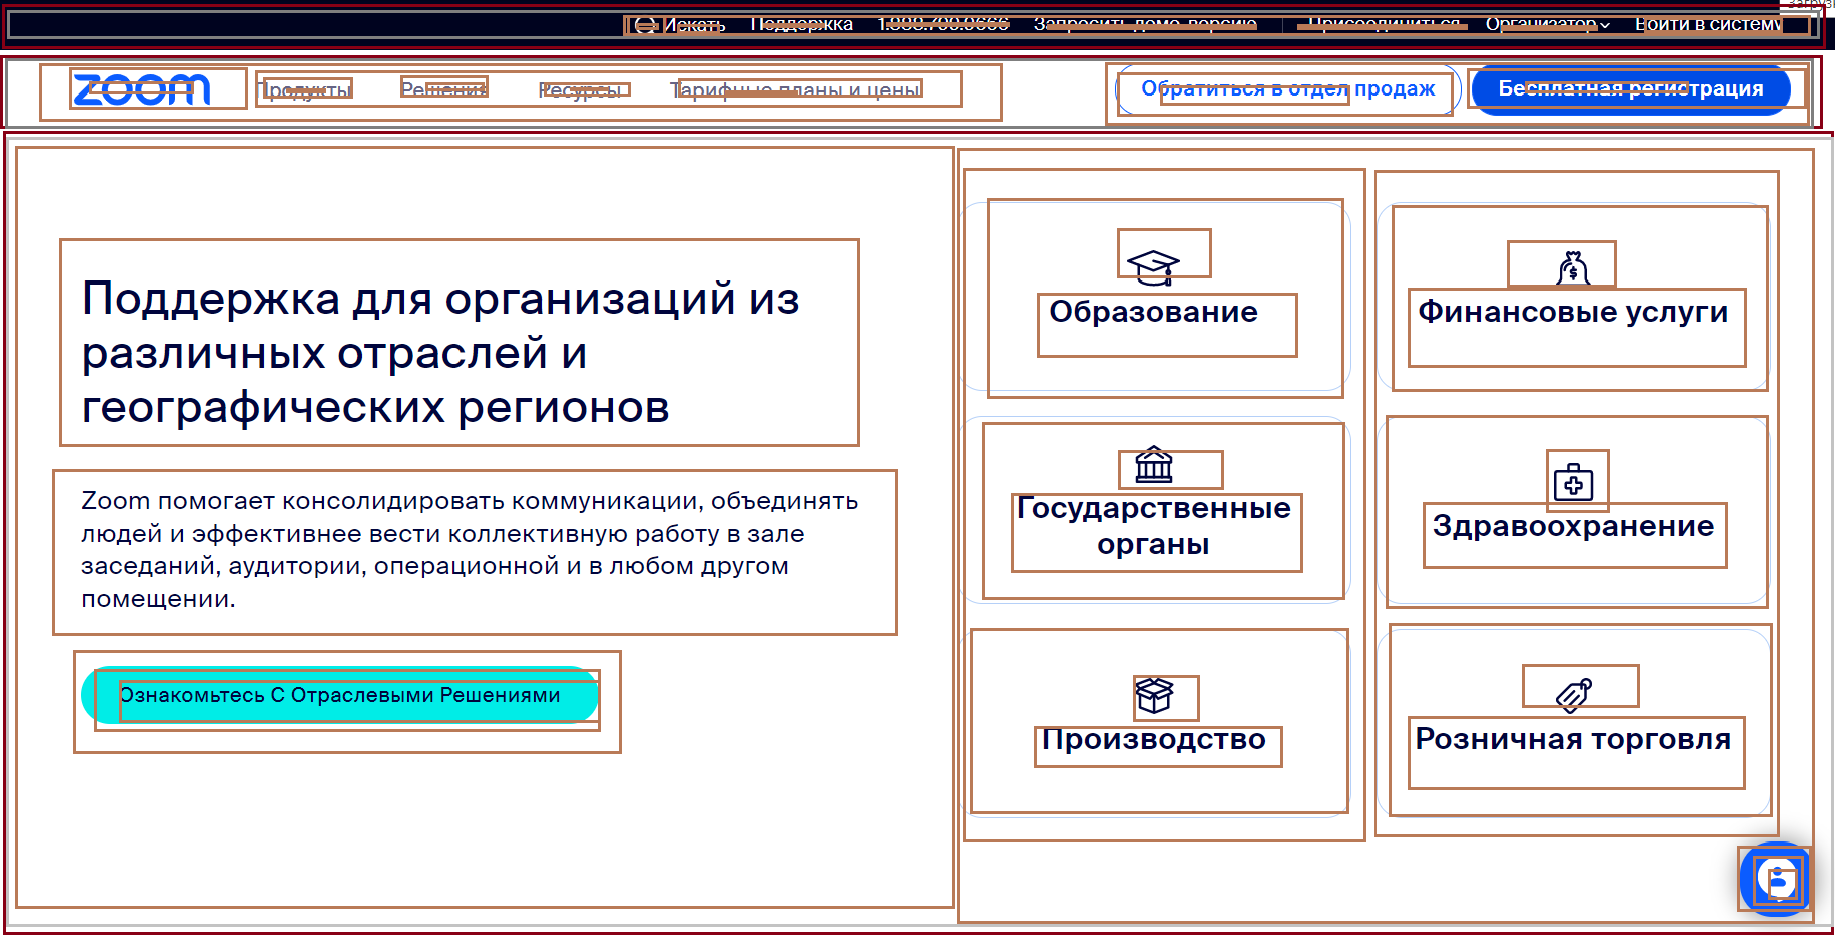 Загрузи
Искать Поддержка 1.888.799.9666 Запросить демо-версию Присоединиться Организатор Войти в систему
zoom Продукты Решения Ресурсы Тарифные планы и цены Обратиться в отдел продаж Бесплатная регистрация
Поддержка для организаций из
различных отраслей и
географических регионов
Zoom помогает консолидировать коммуникации, объединять
людей и эффективнее вести коллективную работу в зале
заседаний, аудитории, операционной и в любом другом
помещении.
Ознакомьтесь С Отраслевыми Решениями
Образование
Финансовые услуги
Государственные
органы
Здравоохранение
Производство
Розничная торговля